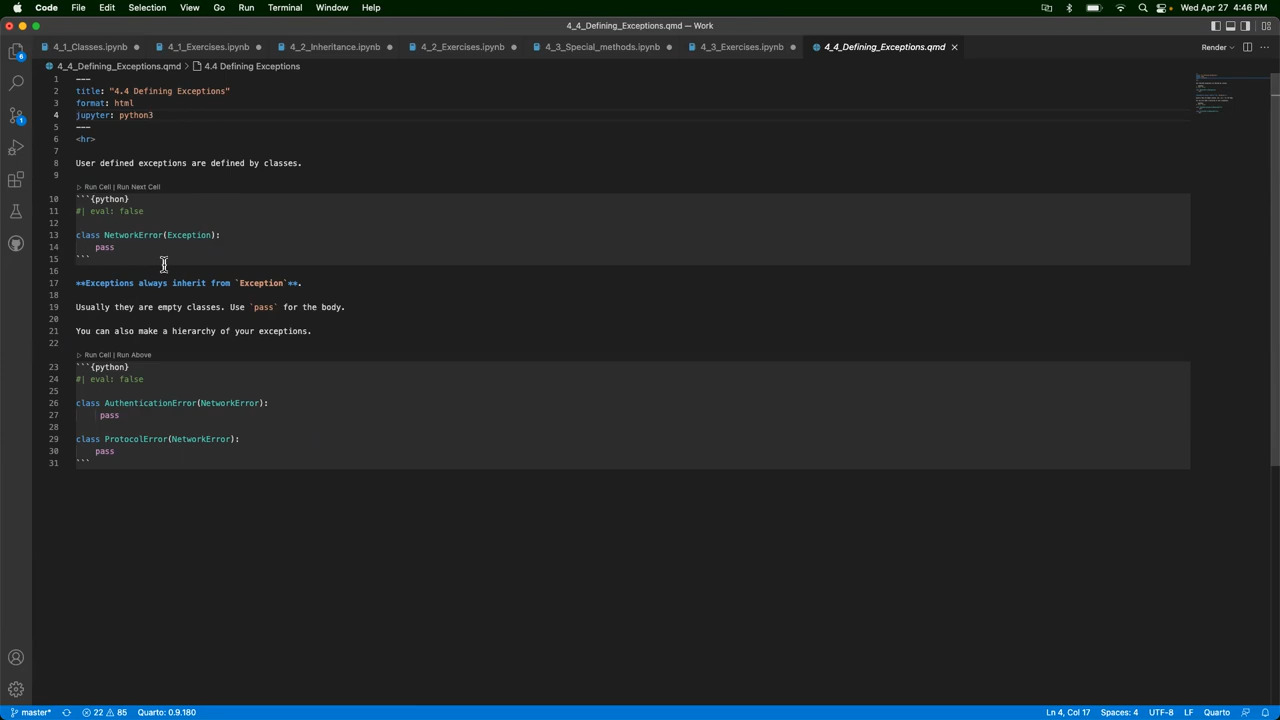 Code File Edit Selection View Go Run Terminal Window Help Wed Apr 27 4:46 PM
4_4_Defining_Exceptions.qmd — Work
4_1_Classes.ipynb 4_1_Exercises.ipynb 4_2_Inheritance.ipynb 4_2_Exercises.ipynb 4_3_Special_methods.ipynb 4_3_Exercises.ipynb 4_4_Defining_Exceptions.qmd Render
4_4_Defining_Exceptions.qmd > 4.4 Defining Exceptions
1 ---
2 title: "4.4 Defining Exceptions"
3 format: html
4 jupyter: python3
5 ---
6 <hr>
7
8 User defined exceptions are defined by classes.
9
Run Cell | Run Next Cell
10 ```{python}
11 #| eval: false
12
13 class NetworkError(Exception):
14 pass
15 ```
16
17 **Exceptions always inherit from `Exception`**.
18
19 Usually they are empty classes. Use `pass` for the body.
20
21 You can also make a hierarchy of your exceptions.
22
Run Cell | Run Above
23 ```{python}
24 #| eval: false
25
26 class AuthenticationError(NetworkError):
27 pass
28
29 class ProtocolError(NetworkError):
30 pass
31 ```
6
1
master* 22 85 Quarto: 0.9.180 Ln 4, Col 17 Spaces: 4 UTF-8 LF Quarto